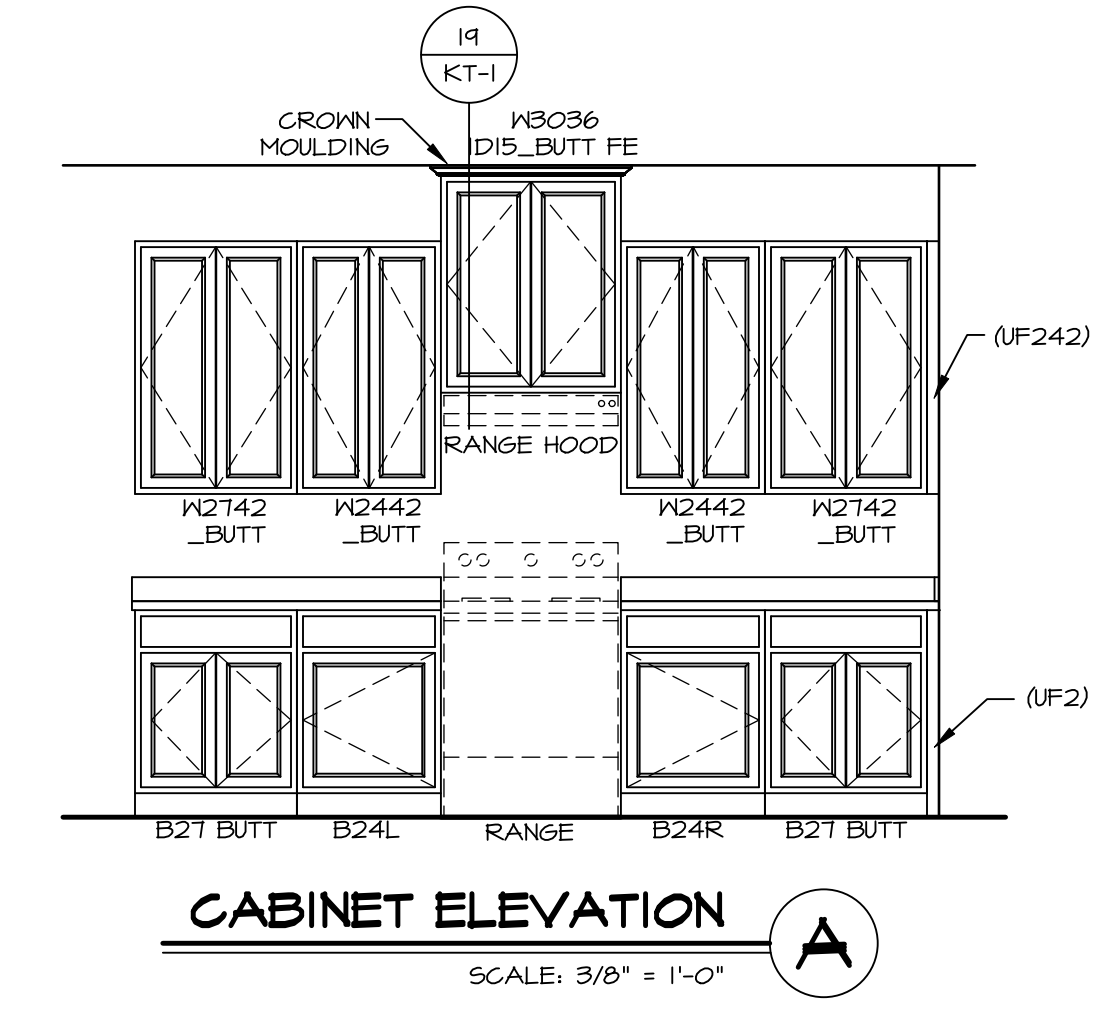 19
KT-1
CROWN
MOULDING
W3036
1D15_BUTT FE
(UF242)
RANGE HOOD
W2742
_BUTT
W2442
_BUTT
W2442
_BUTT
W2742
_BUTT
(UF2)
B27 BUTT
B24L
RANGE
B24R
B27 BUTT
CABINET ELEVATION
A
SCALE: 3/8" = 1'-0"